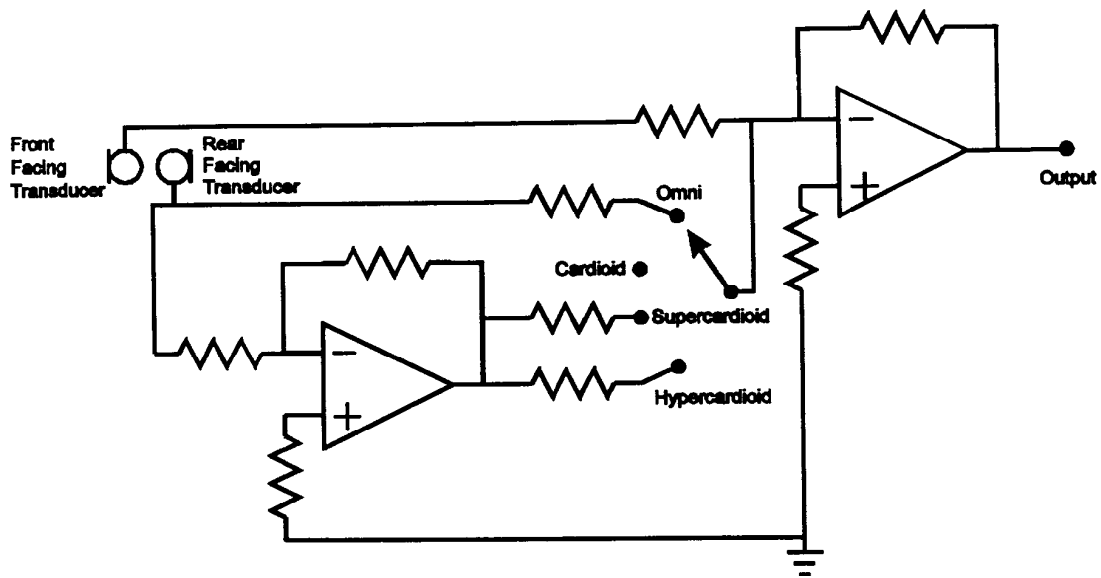 Front
Facing
Transducer
Rear
Facing
Transducer
Omni
Cardioid
Supercardioid
Hypercardioid
Output
−
+
−
+